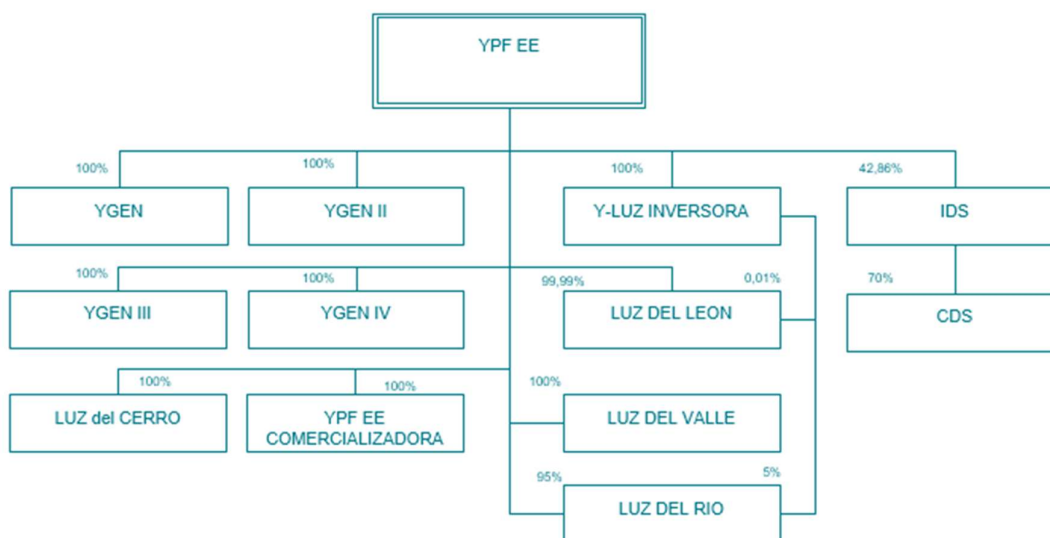 YPF EE
100%
100%
100%
42,86%
YGEN
YGEN II
Y-LUZ INVERSORA
IDS
100%
100%
99,99%
0,01%
70%
YGEN III
YGEN IV
LUZ DEL LEON
CDS
100%
100%
100%
LUZ del CERRO
YPF EE
COMERCIALIZADORA
LUZ DEL VALLE
95%
5%
LUZ DEL RIO